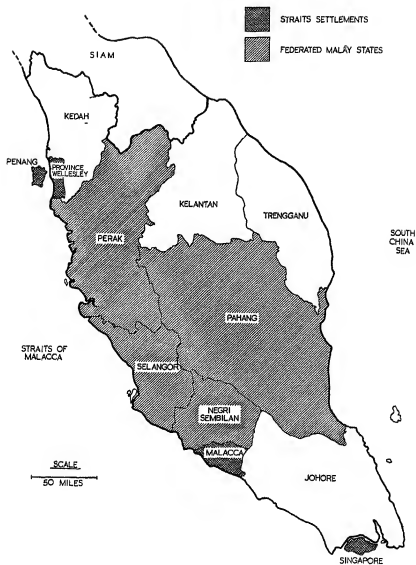 STRAITS SETTLEMENTS
FEDERATED MALAY STATES
SIAM
KEDAH
PENANG
PROVINCE
WELLESLEY
KELANTAN
TRENGGANU
PERAK
SOUTH
CHINA
SEA
PAHANG
STRAITS OF
MALACCA
SELANGOR
NEGRI
SEMBILAN
MALACCA
SCALE
50 MILES
JOHORE
SINGAPORE